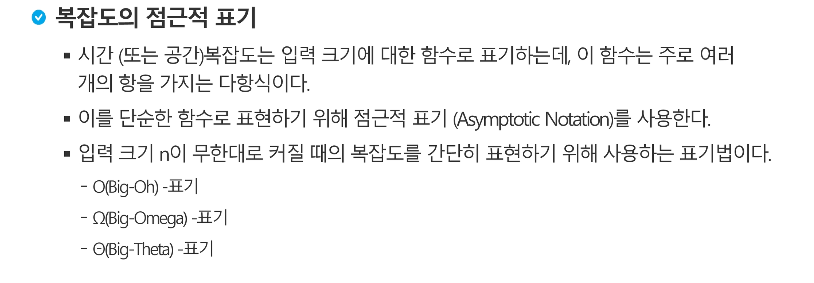 복잡도의 점근적 표기
▪ 시간 (또는 공간)복잡도는 입력 크기에 대한 함수로 표기하는데, 이 함수는 주로 여러
개의 항을 가지는 다항식이다.
▪ 이를 단순한 함수로 표현하기 위해 점근적 표기 (Asymptotic Notation)를 사용한다.
▪ 입력 크기 n이 무한대로 커질 때의 복잡도를 간단히 표현하기 위해 사용하는 표기법이다.
- O(Big-Oh) -표기
- Ω(Big-Omega) -표기
- Θ(Big-Theta) -표기